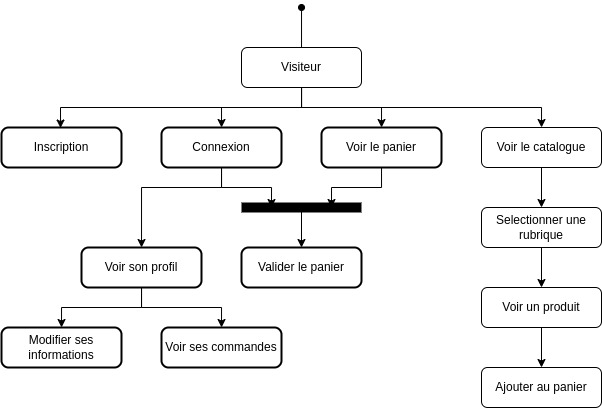 Visiteur
Inscription
Connexion
Voir le panier
Voir le catalogue
Selectionner une
rubrique
Voir son profil
Valider le panier
Voir un produit
Modifier ses
informations
Voir ses commandes
Ajouter au panier